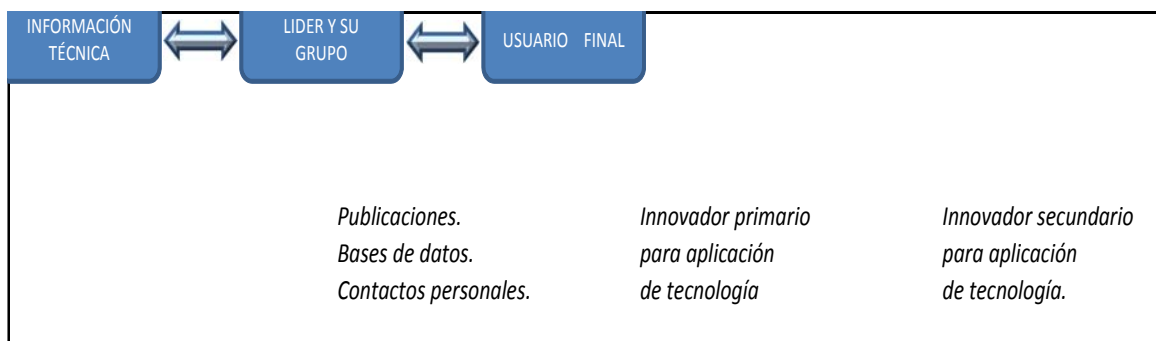 INFORMACIÓN
TÉCNICA
LIDER Y SU
GRUPO
USUARIO FINAL
Publicaciones.
Bases de datos.
Contactos personales.
Innovador primario
para aplicación
de tecnología
Innovador secundario
para aplicación
de tecnología.